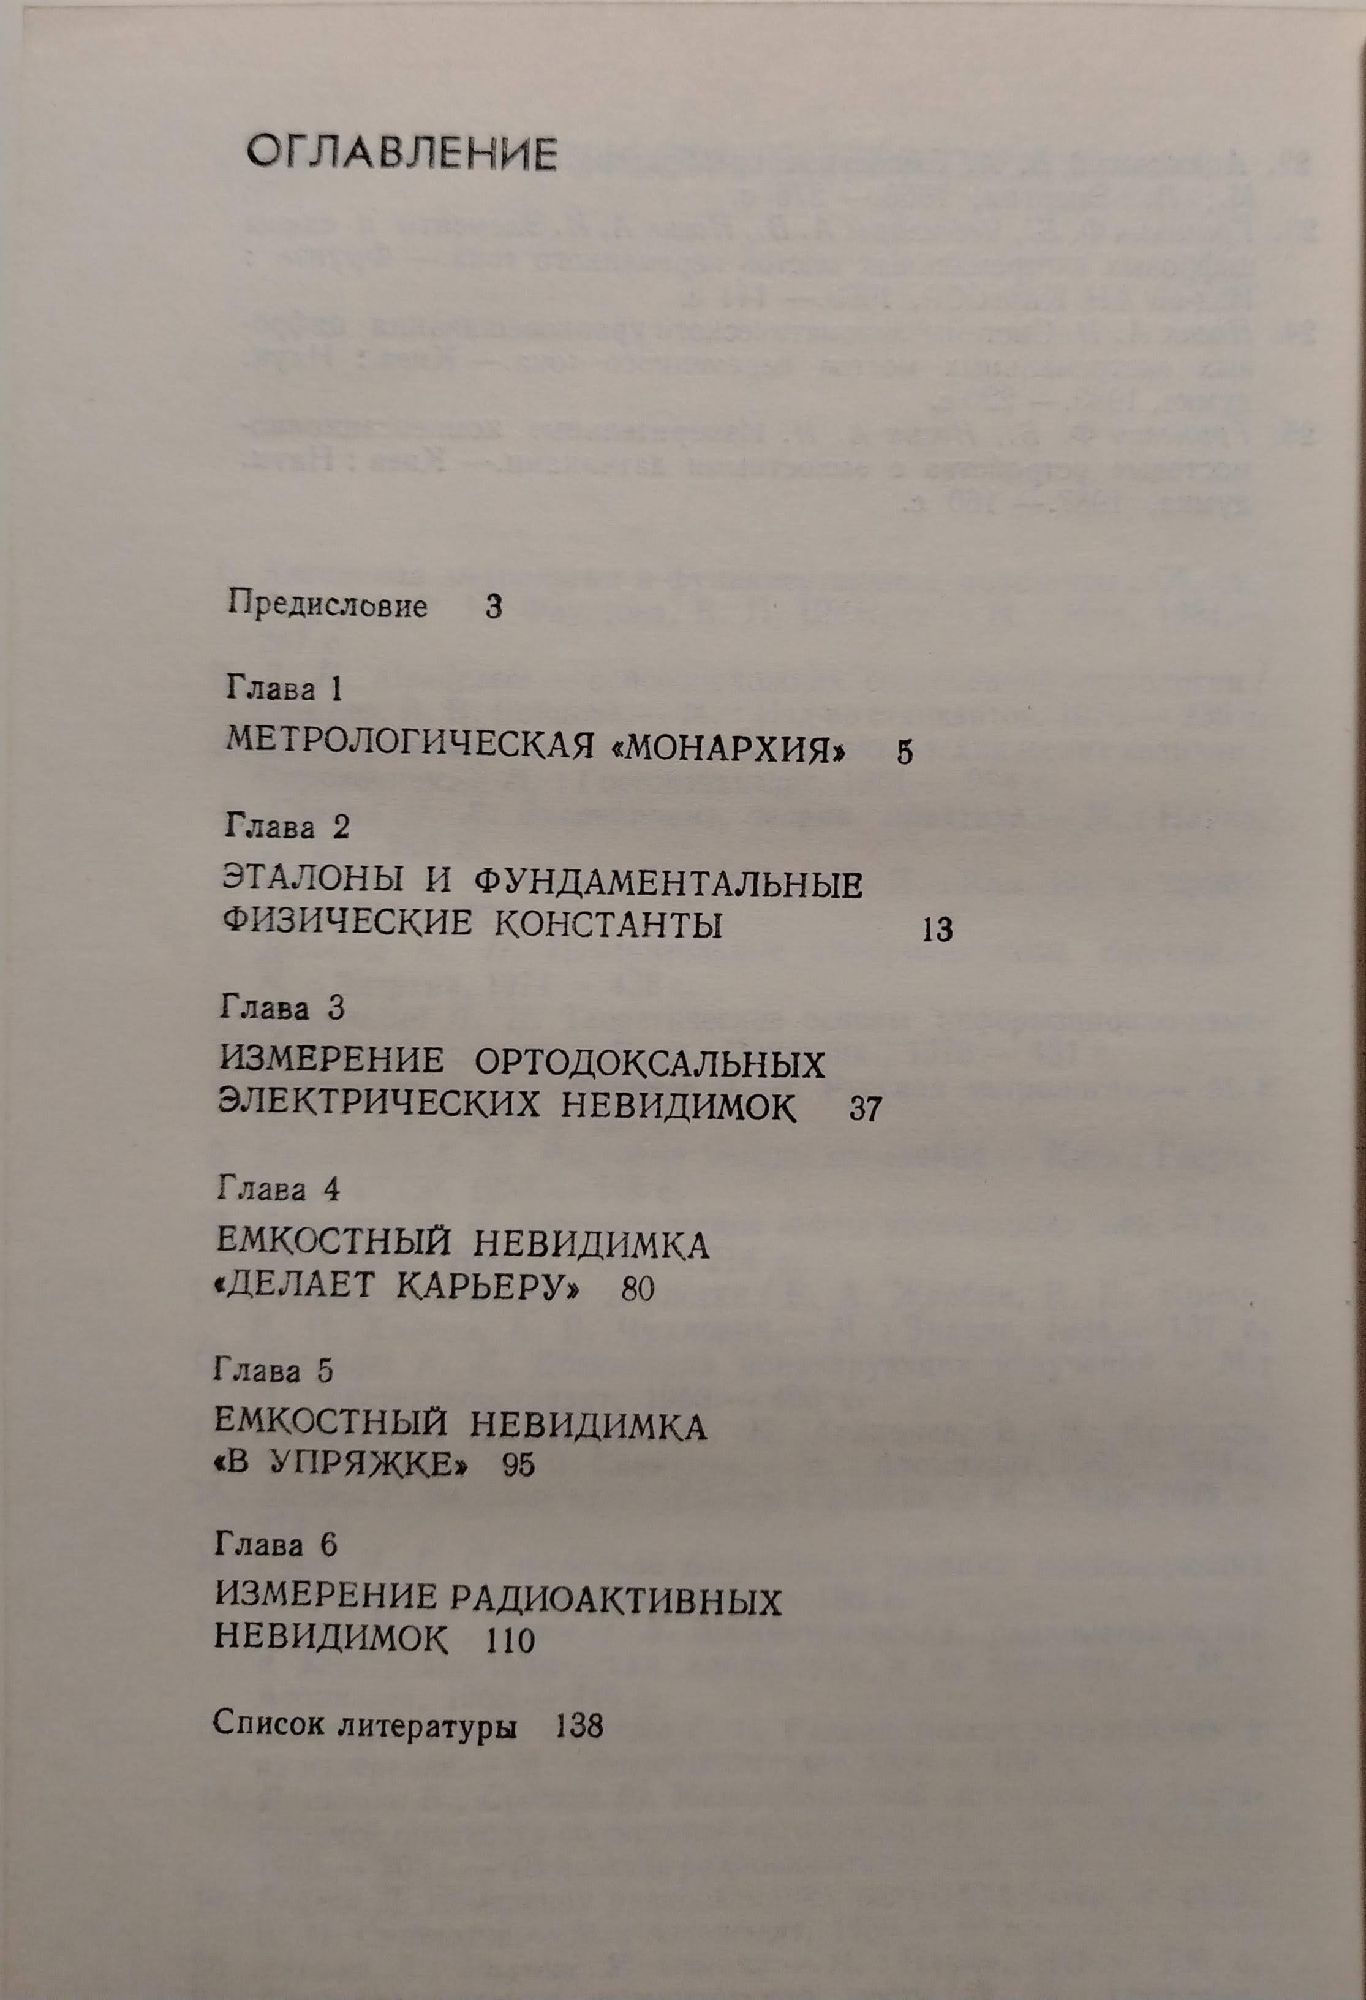 ОГЛАВЛЕНИЕ
Предисловие 3
Глава 1
МЕТРОЛОГИЧЕСКАЯ «МОНАРХИЯ» 5
Глава 2
ЭТАЛОНЫ И ФУНДАМЕНТАЛЬНЫЕ
ФИЗИЧЕСКИЕ КОНСТАНТЫ 13
Глава 3
ИЗМЕРЕНИЕ ОРТОДОКСАЛЬНЫХ
ЭЛЕКТРИЧЕСКИХ НЕВИДИМОК 37
Глава 4
ЕМКОСТНЫЙ НЕВИДИМКА
«ДЕЛАЕТ КАРЬЕРУ» 80
Глава 5
ЕМКОСТНЫЙ НЕВИДИМКА
«В УПРЯЖКЕ» 95
Глава 6
ИЗМЕРЕНИЕ РАДИОАКТИВНЫХ
НЕВИДИМОК 110
Список литературы 138